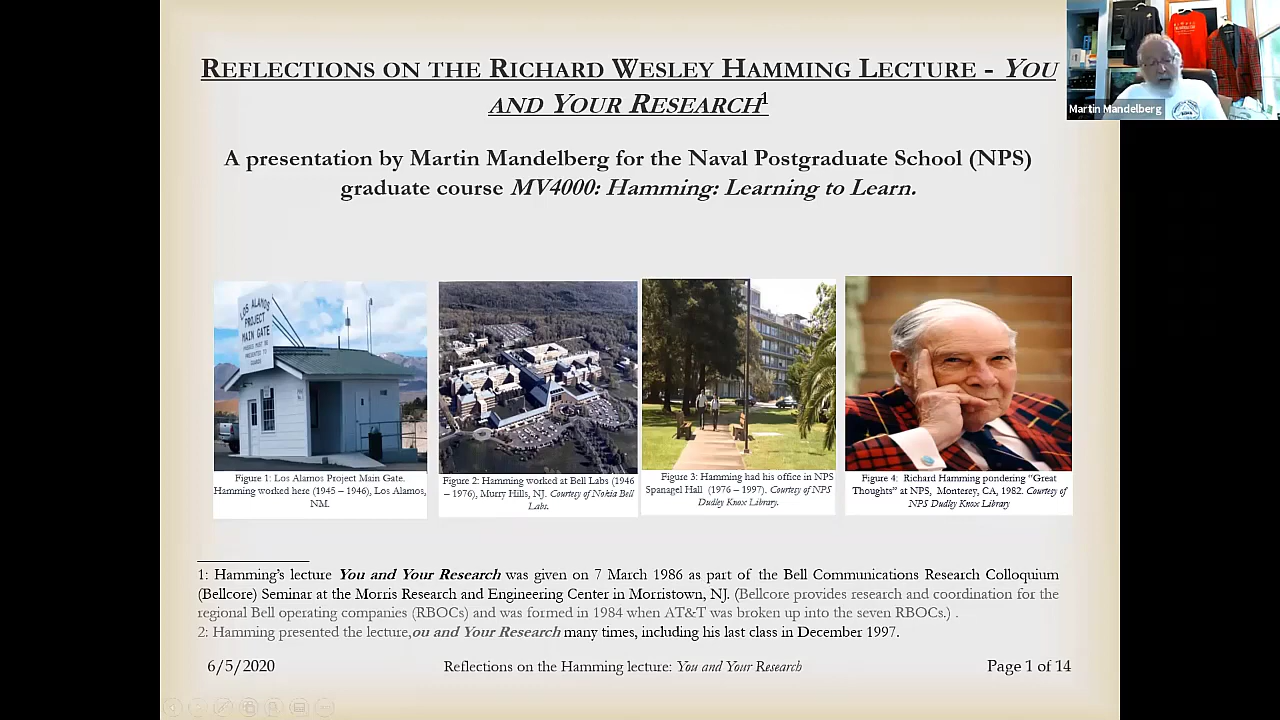 REFLECTIONS ON THE RICHARD WESLEY HAMMING LECTURE - YOU
AND YOUR RESEARCH1
A presentation by Martin Mandelberg for the Naval Postgraduate School (NPS)
graduate course MV4000: Hamming: Learning to Learn.
Martin Mandelberg
LOS ALAMOS
PROJECT
MAIN GATE
Figure 1: Los Alamos Project Main Gate.
Hamming worked here (1945 – 1946), Los Alamos,
NM.
Figure 2: Hamming worked at Bell Labs (1946
– 1976), Murry Hills, NJ. Courtesy of Nokia Bell
Labs.
Figure 3: Hamming had his office in NPS
Spanagel Hall (1976 – 1997). Courtesy of NPS
Dudley Knox Library.
Figure 4: Richard Hamming pondering “Great
Thoughts” at NPS, Monterey, CA, 1982. Courtesy of
NPS Dudley Knox Library
1: Hamming’s lecture You and Your Research was given on 7 March 1986 as part of the Bell Communications Research Colloquium
(Bellcore) Seminar at the Morris Research and Engineering Center in Morristown, NJ. (Bellcore provides research and coordination for the
regional Bell operating companies (RBOCs) and was formed in 1984 when AT&T was broken up into the seven RBOCs.) .
2: Hamming presented the lecture,ou and Your Research many times, including his last class in December 1997.
6/5/2020
Reflections on the Hamming lecture: You and Your Research
Page 1 of 14